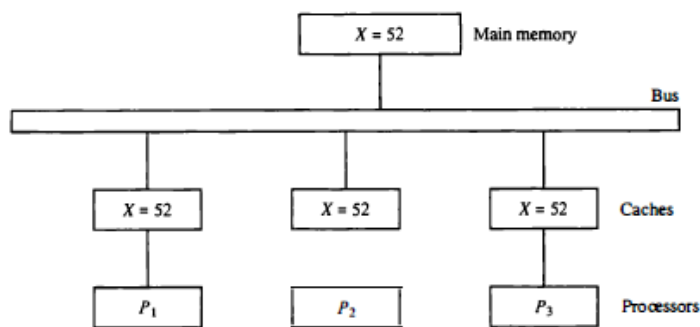 X = 52 Main memory
Bus
X = 52 X = 52 X = 52 Caches
P1 P2 P3 Processors